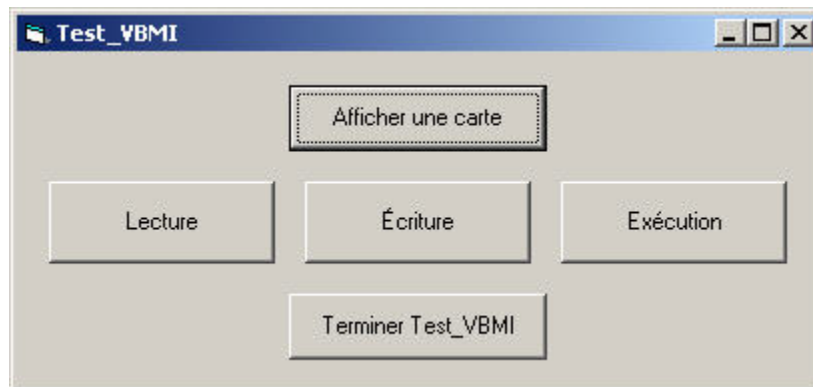 Test_VBMI
Afficher une carte
Lecture
Écriture
Exécution
Terminer Test_VBMI